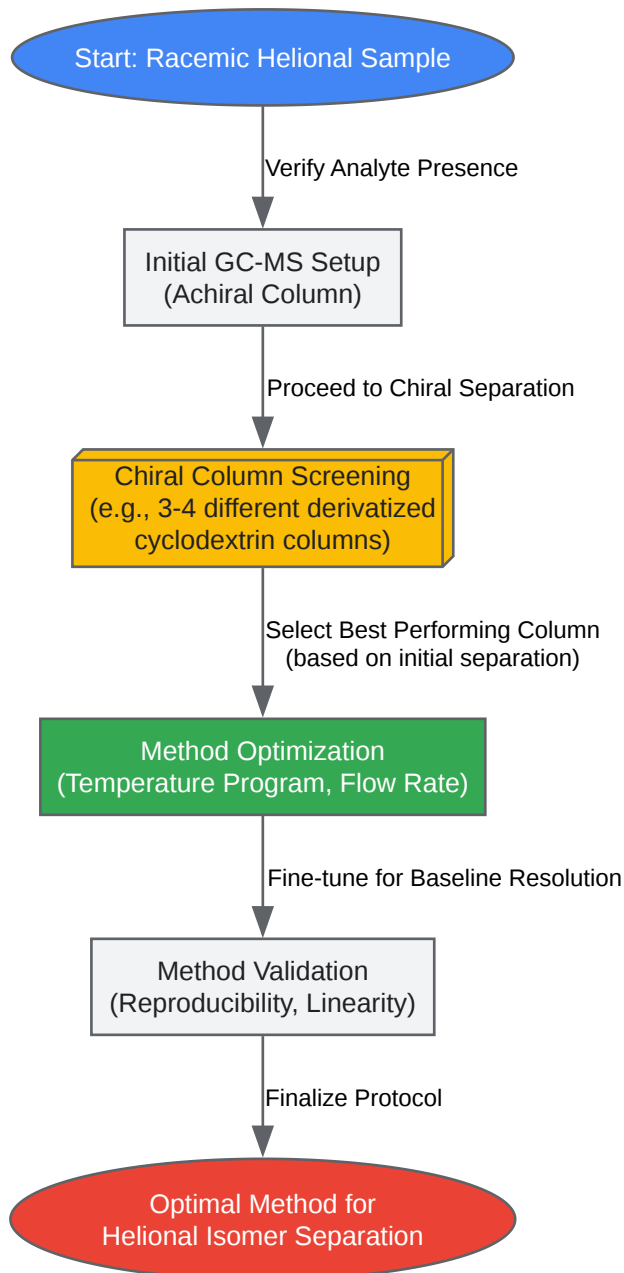 Start: Racemic Helional Sample
Verify Analyte Presence
Initial GC-MS Setup
(Achiral Column)
Proceed to Chiral Separation
Chiral Column Screening
(e.g., 3-4 different derivatized
cyclodextrin columns)
Select Best Performing Column
(based on initial separation)
Method Optimization
(Temperature Program, Flow Rate)
Fine-tune for Baseline Resolution
Method Validation
(Reproducibility, Linearity)
Finalize Protocol
Optimal Method for
Helional Isomer Separation